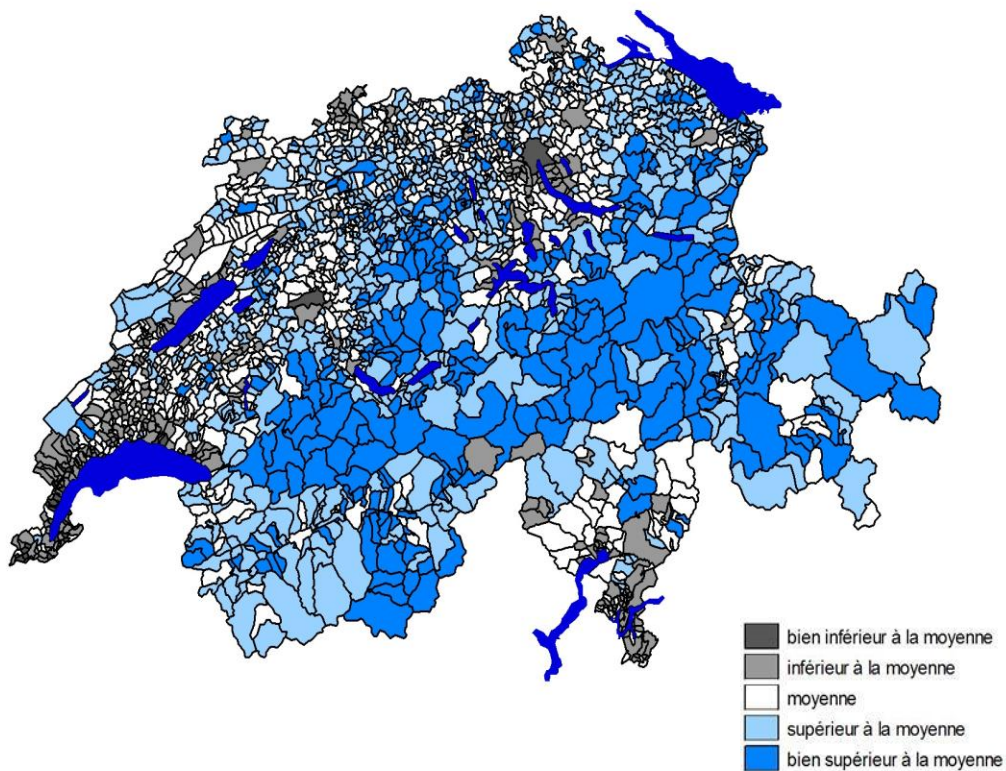 bien inférieur à la moyenne
inférieur à la moyenne
moyenne
supérieur à la moyenne
bien supérieur à la moyenne